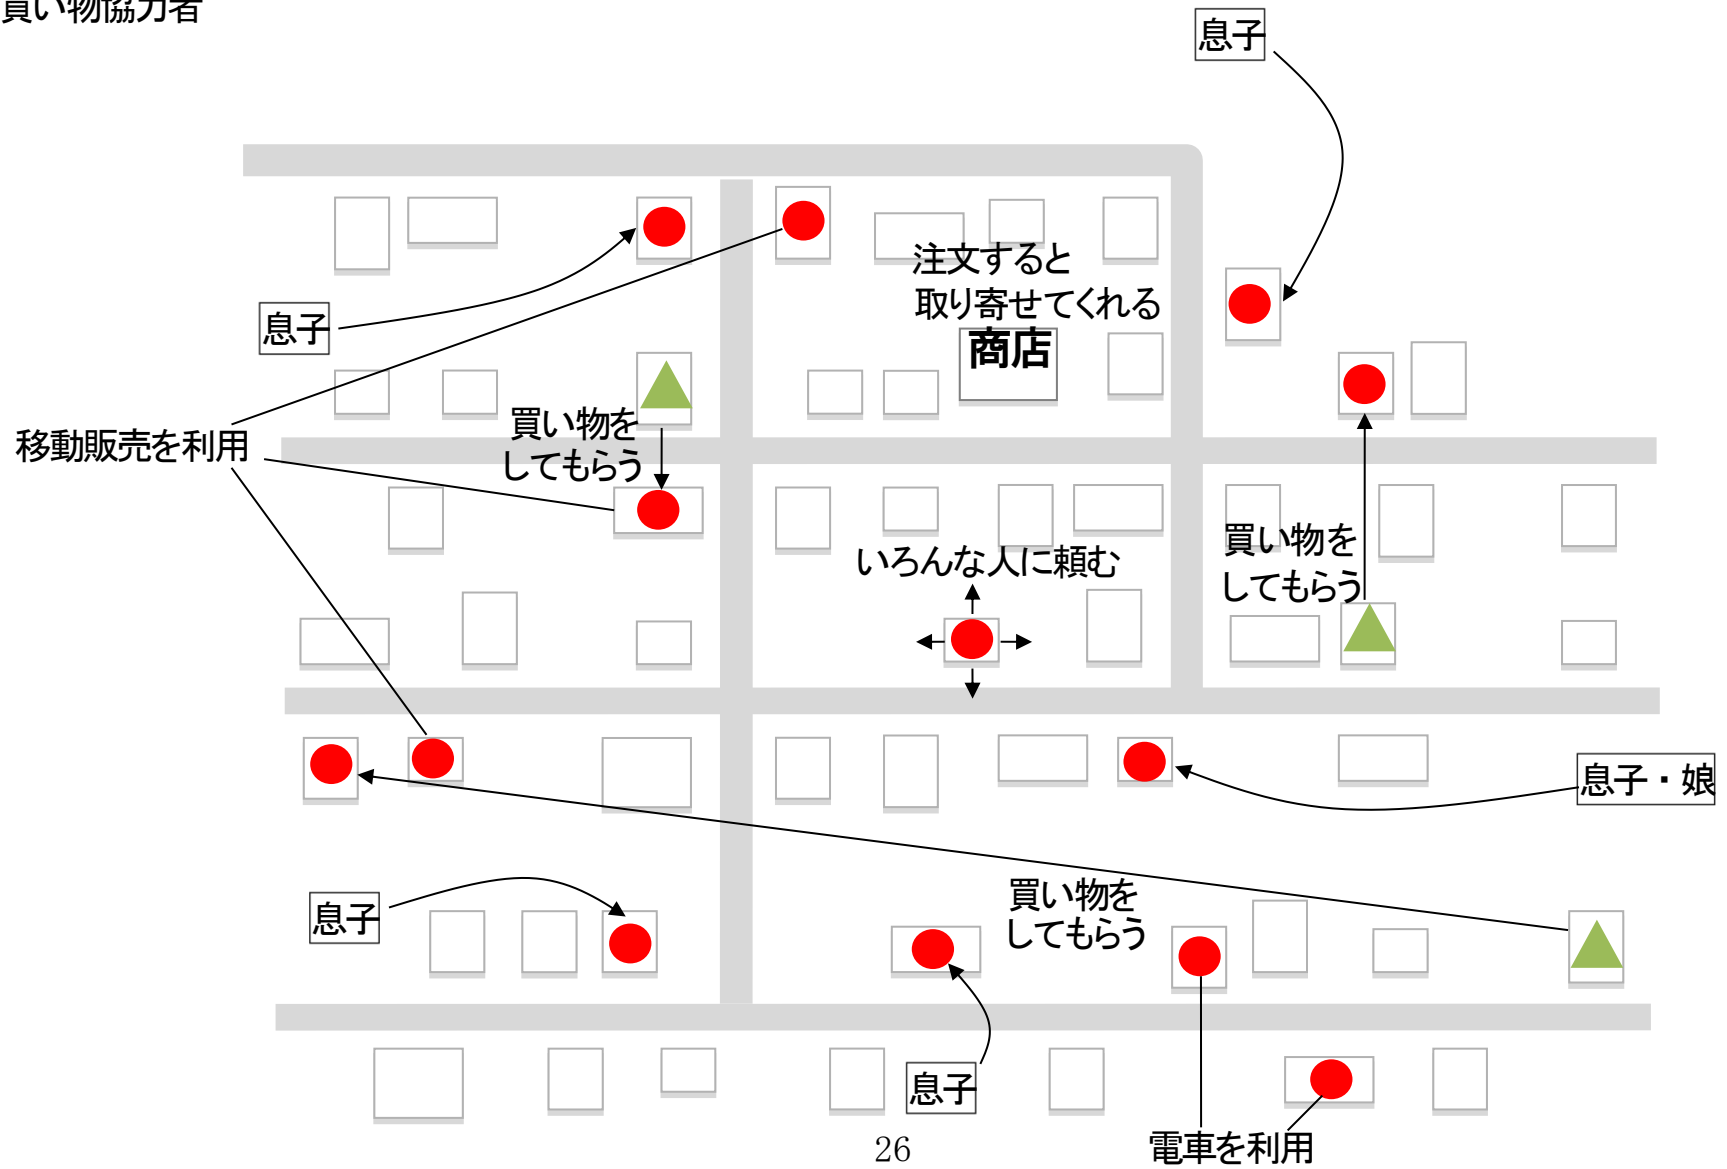 買い物協力者
息子
注文すると
取り寄せてくれる
商店
息子
買い物を
してもらう
移動販売を利用
いろんな人に頼む
買い物を
してもらう
息子・娘
息子
買い物を
してもらう
息子
電車を利用
26